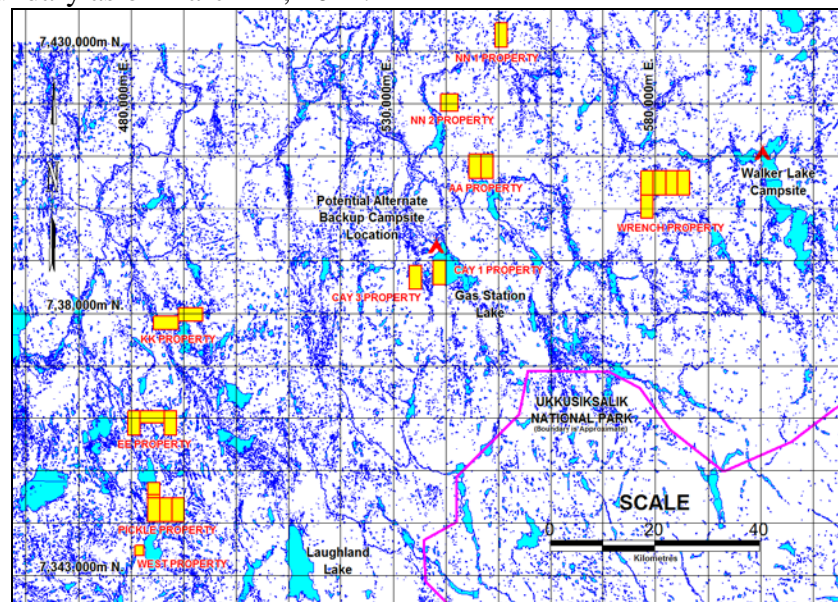 7,430,000m N.
480,000m E.
530,000m E.
580,000m E.
NN 1 PROPERTY
NN 2 PROPERTY
N
AA PROPERTY
Walker Lake
Campsite
Potential Alternate
Backup Campsite
Location
WRENCH PROPERTY
CAY 1 PROPERTY
CAY 3 PROPERTY
Gas Station
Lake
7,38,000m N.
KK PROPERTY
UKKUSIKSALIK
NATIONAL PARK
(Boundary is Approximate)
EE PROPERTY
SCALE
PICKLE PROPERTY
0 20 40
Kilometres
WEST PROPERTY
Laughland
Lake
7,343,000m N.